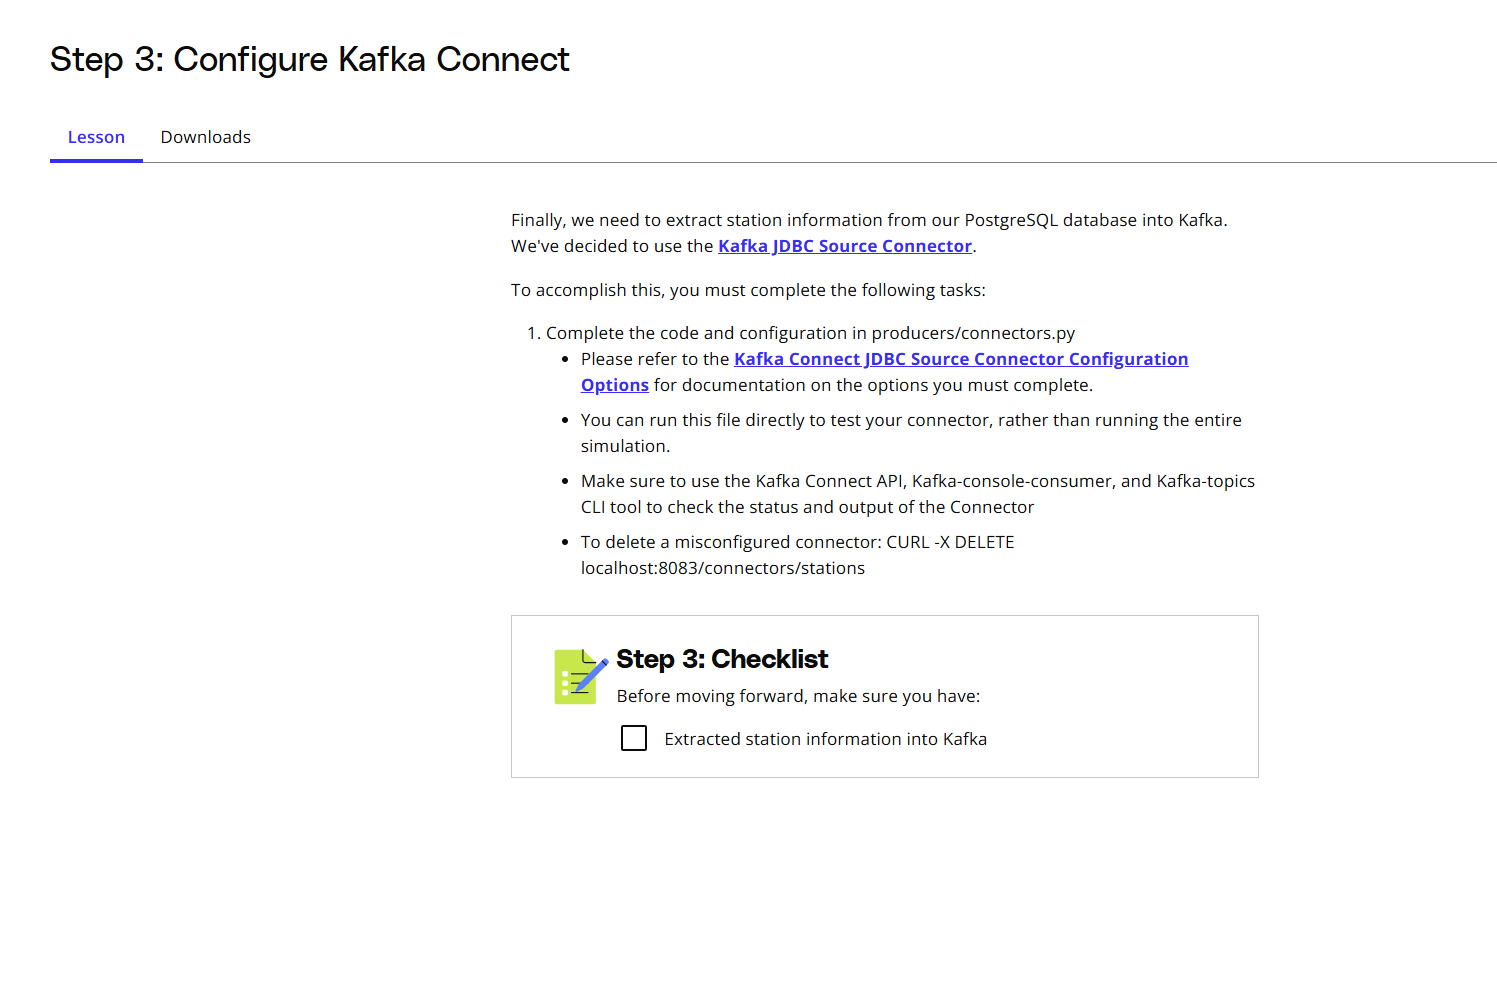 Step 3: Configure Kafka Connect
Lesson
Downloads
Finally, we need to extract station information from our PostgreSQL database into Kafka.
We've decided to use the Kafka JDBC Source Connector.
To accomplish this, you must complete the following tasks:
1. Complete the code and configuration in producers/connectors.py
• Please refer to the Kafka Connect JDBC Source Connector Configuration
Options for documentation on the options you must complete.
• You can run this file directly to test your connector, rather than running the entire
simulation.
• Make sure to use the Kafka Connect API, Kafka-console-consumer, and Kafka-topics
CLI tool to check the status and output of the Connector
• To delete a misconfigured connector: CURL -X DELETE
localhost:8083/connectors/stations
Step 3: Checklist
Before moving forward, make sure you have:
Extracted station information into Kafka